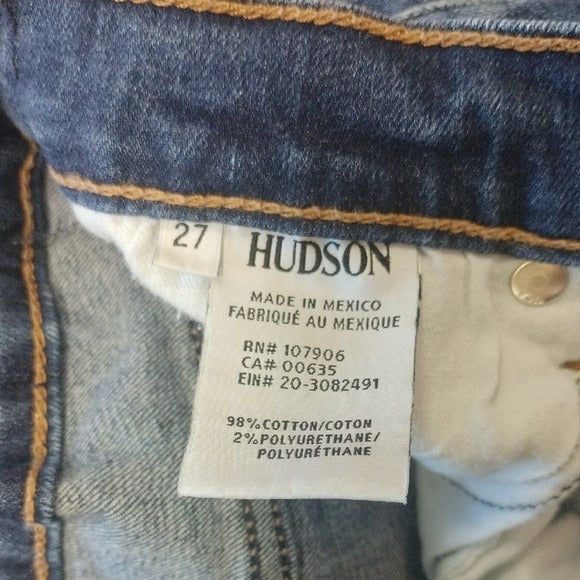 27
HUDSON
MADE IN MEXICO
FABRIQUÉ AU MEXIQUE
RN# 107906
CA# 00635
EIN# 20-3082491
98%COTTON/COTON
2%POLYURETHANE/
POLYURÉTHANE